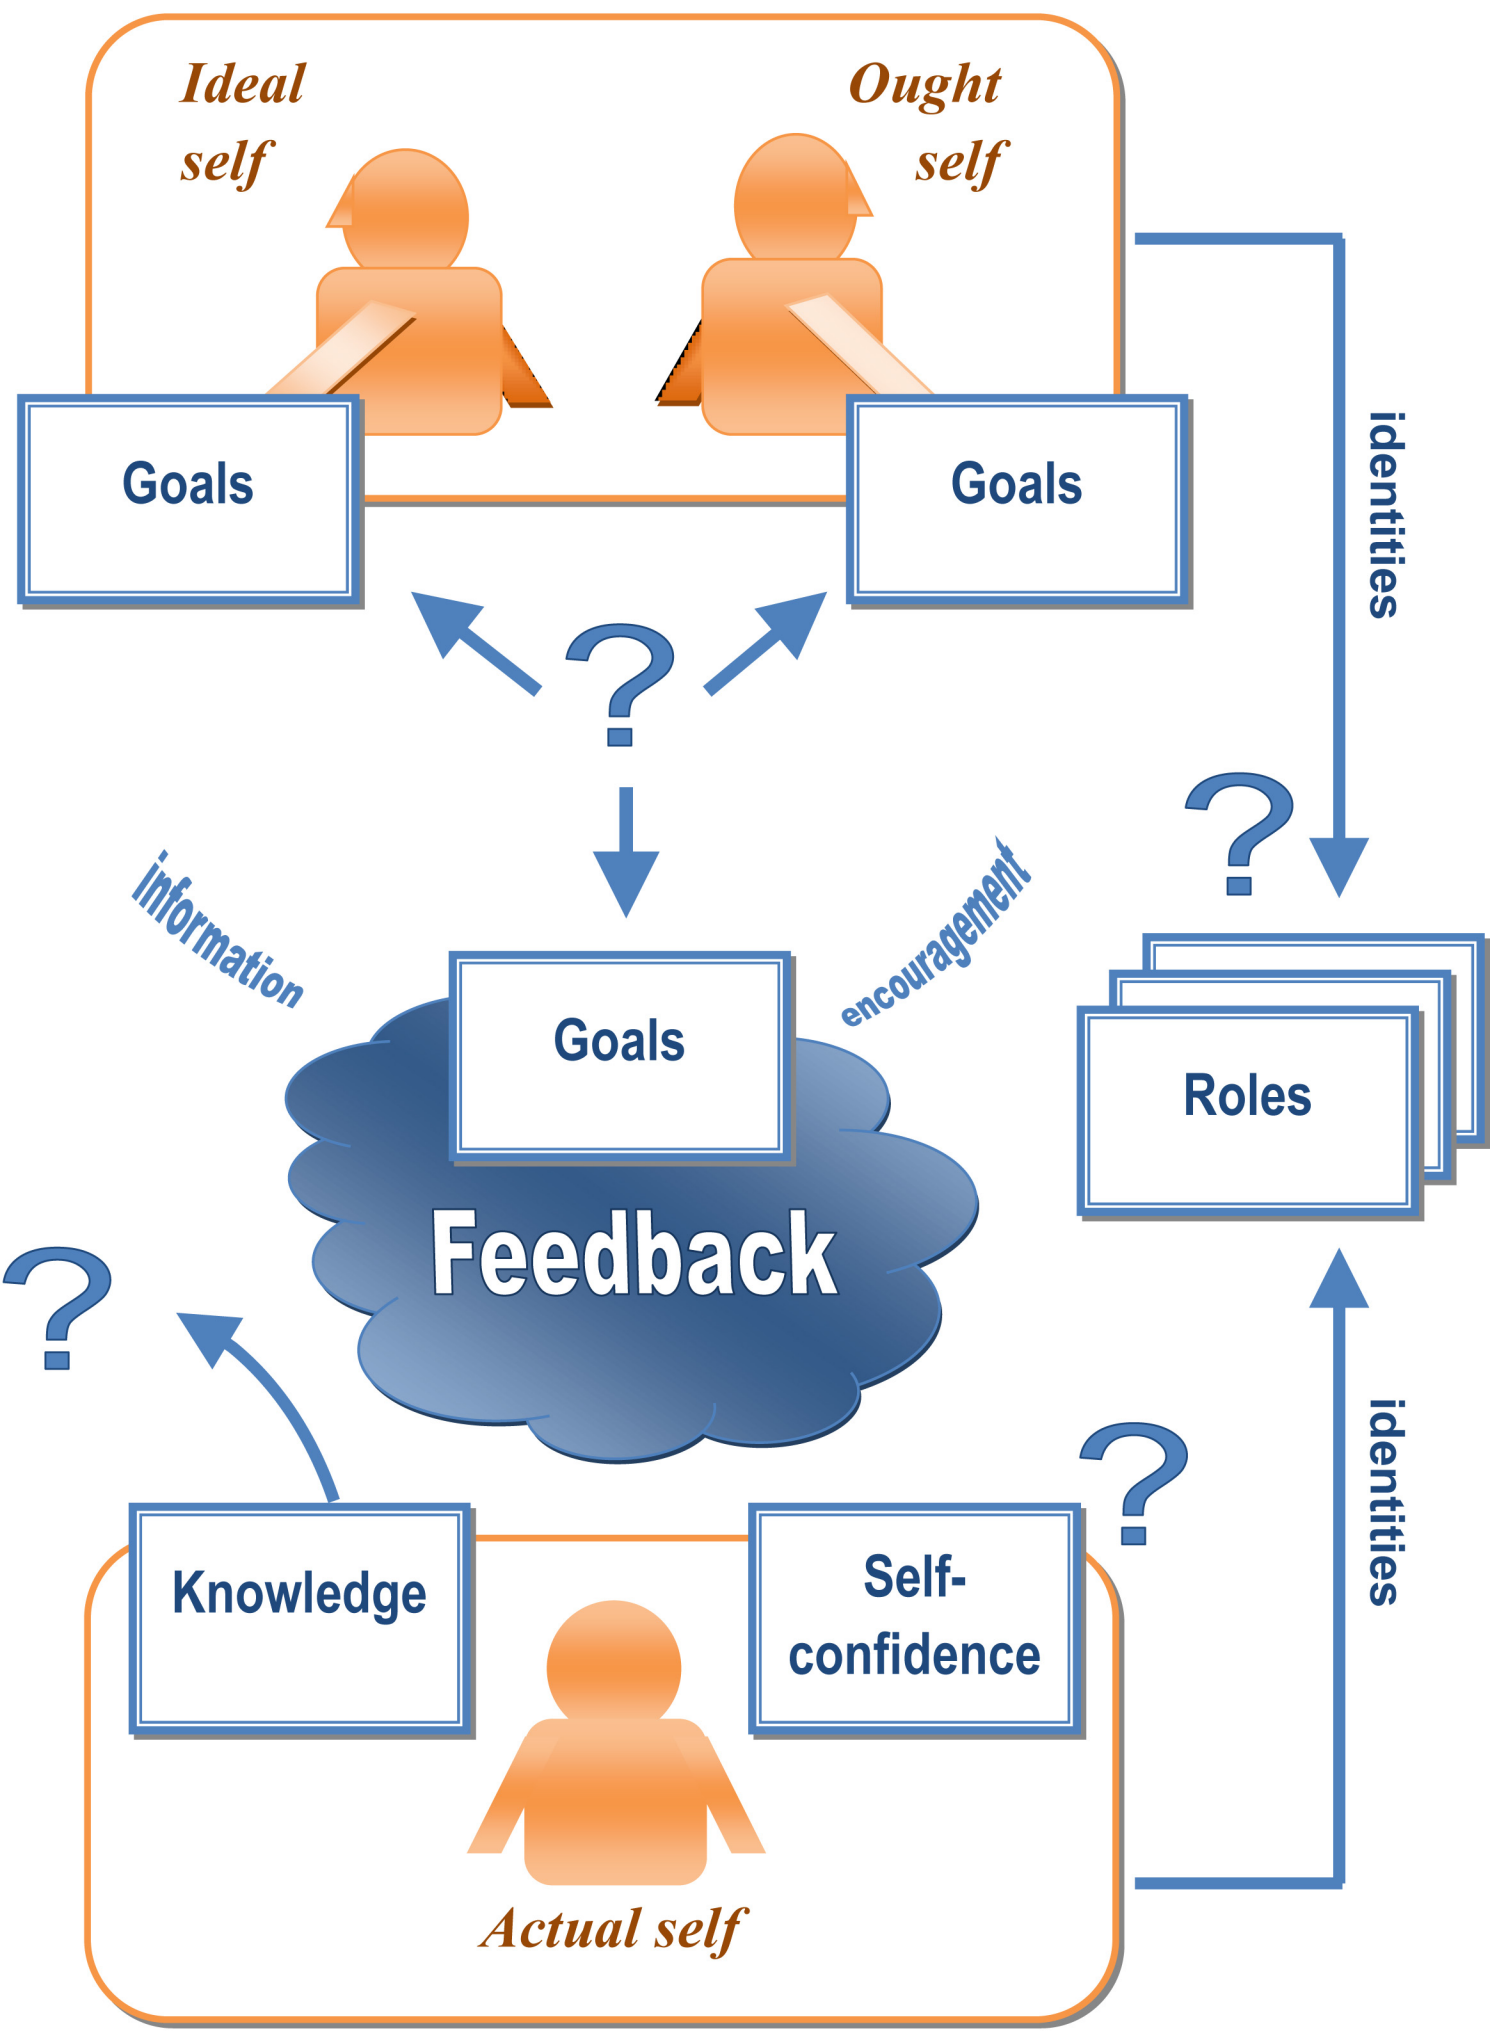 Ideal
self
Ought
self
Goals
Goals
identities
?
?
information
encouragement
Goals
Roles
Feedback
?
?
identities
Knowledge
Self-
confidence
Actual self